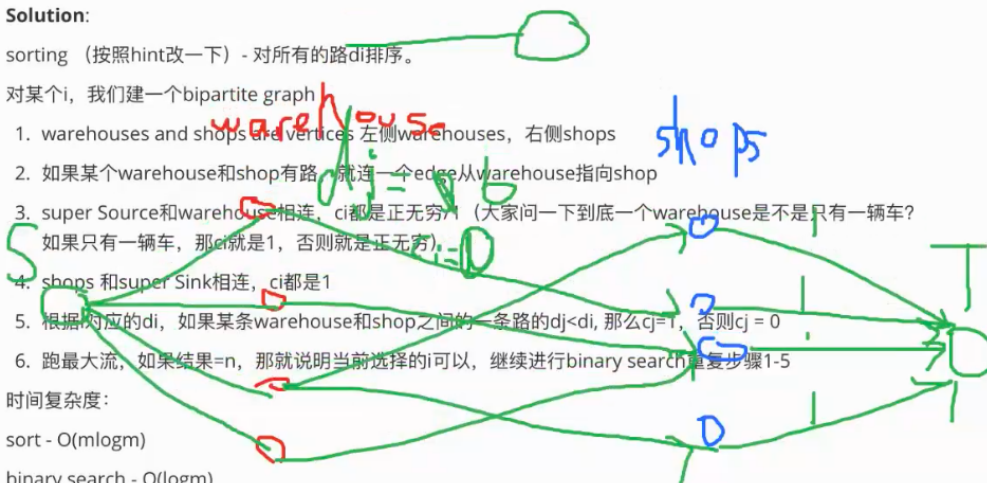 Solution:
sorting （按照hint改一下）- 对所有的路di排序。
对某个i，我们建一个bipartite graph
warehouse
shops
1. warehouses and shops are vertices 左侧warehouses，右侧shops
2. 如果某个warehouse和shop有路，就连一个edge从warehouse指向shop
3. super Source和warehouse相连，ci都是正无穷/1 （大家问一下到底一个warehouse是不是只有一辆车？
如果只有一辆车，那ci就是1，否则就是正无穷）
S
T
4. shops 和super Sink相连，ci都是1
5. 根据i对应的di，如果某条warehouse和shop之间的一条路的dj<di, 那么cj=1，否则cj = 0
6. 跑最大流，如果结果=n，那就说明当前选择的i可以，继续进行binary search重复步骤1-5
时间复杂度：
sort - O(mlogm)
binary search - O(logm)